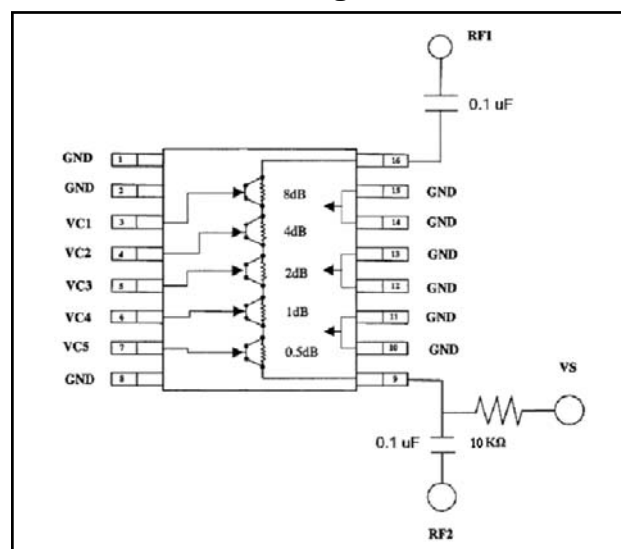 RF1
0.1 uF
GND 1 16
GND 2 15 GND
8dB
VC1 3 14 GND
4dB
VC2 4 13 GND
2dB
VC3 5 12 GND
1dB
VC4 6 11 GND
VC5 7 0.5dB 10 GND
GND 8 9
VS
0.1 uF 10 KΩ
RF2